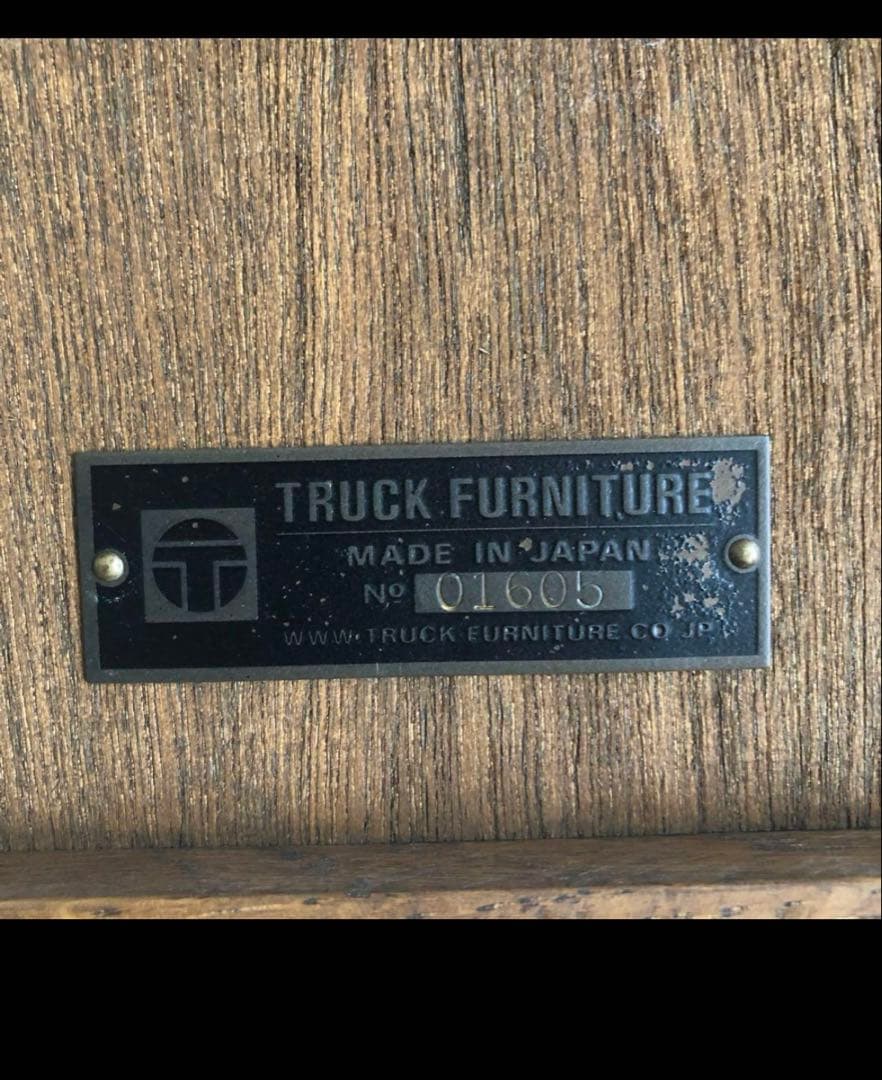 TRUCK FURNITURE
MADE IN JAPAN
Nº 01605
WWW.TRUCK-FURNITURE.CO.JP